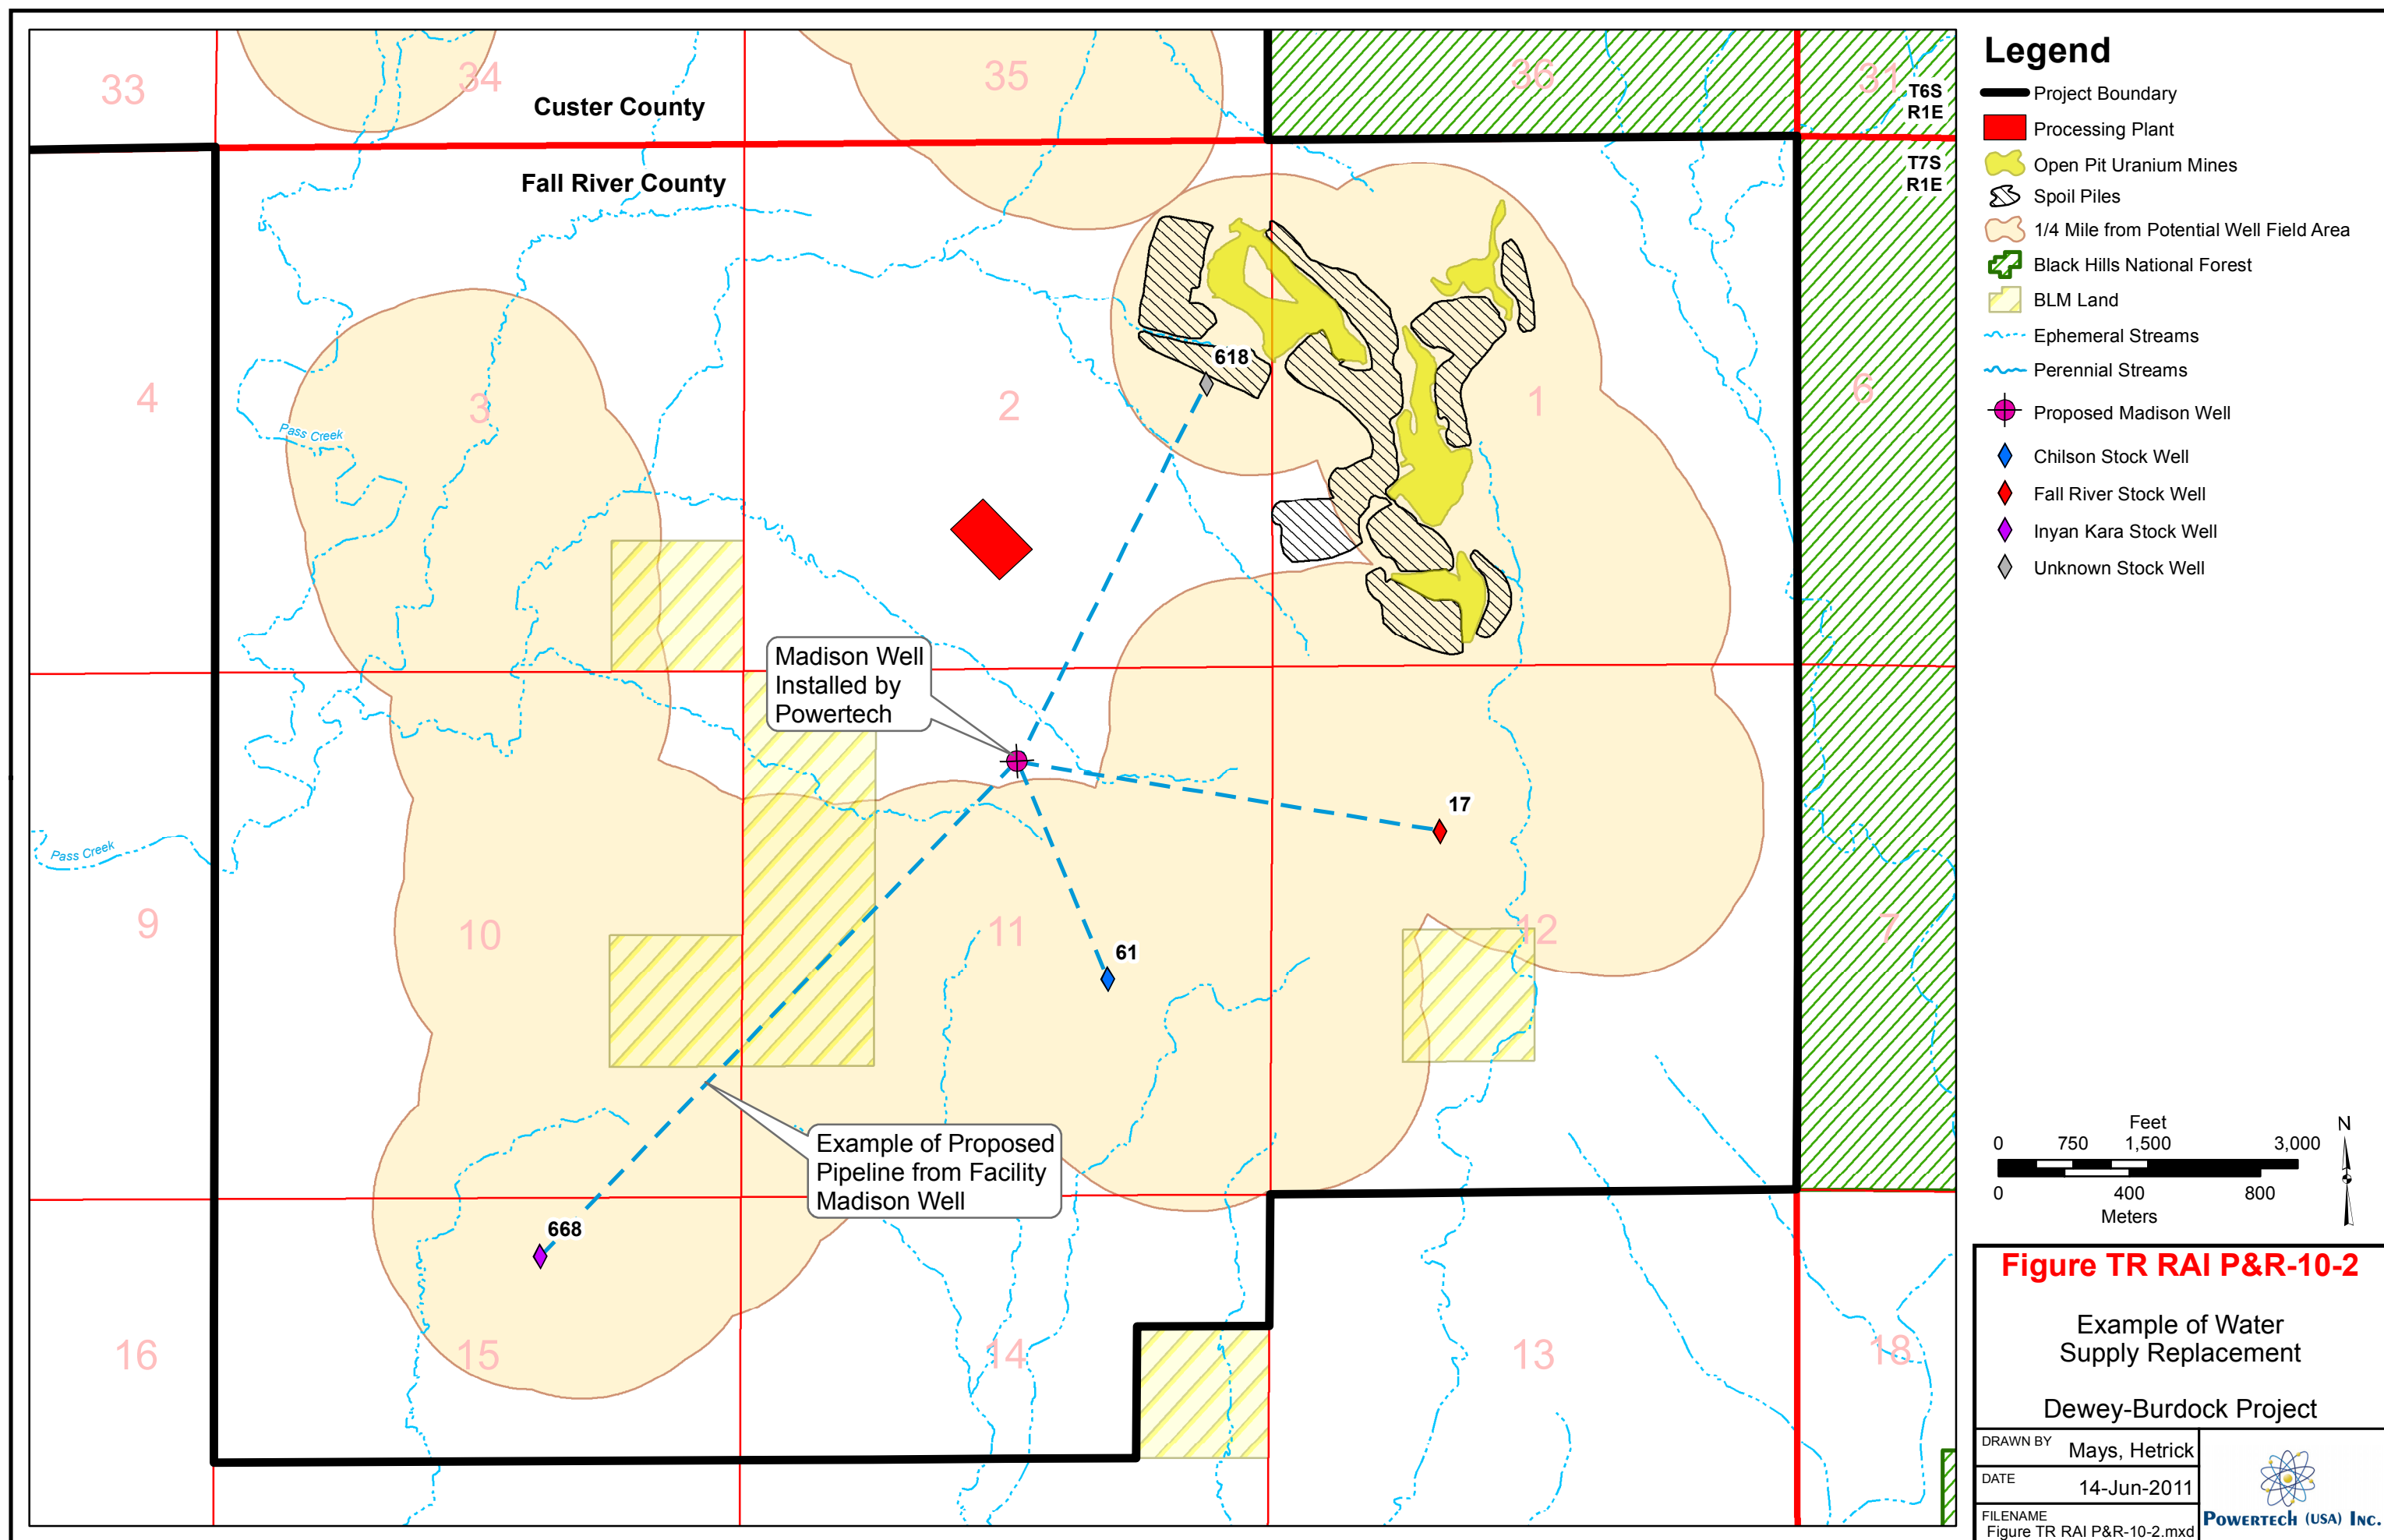 33
34
35
36
31
T6S
R1E
Custer County
Fall River County
T7S
R1E
4
3
2
1
6
618
Pass Creek
Madison Well
Installed by
Powertech
17
Pass Creek
9
10
11
12
7
61
Example of Proposed
Pipeline from Facility
Madison Well
668
16
15
14
13
18
Legend
Project Boundary
Processing Plant
Open Pit Uranium Mines
Spoil Piles
1/4 Mile from Potential Well Field Area
Black Hills National Forest
BLM Land
Ephemeral Streams
Perennial Streams
Proposed Madison Well
Chilson Stock Well
Fall River Stock Well
Inyan Kara Stock Well
Unknown Stock Well
Feet
0 750 1,500 3,000
0 400 800
Meters
N
Figure TR RAI P&R-10-2
Example of Water
Supply Replacement
Dewey-Burdock Project
DRAWN BY Mays, Hetrick
DATE 14-Jun-2011
FILENAME
Figure TR RAI P&R-10-2.mxd
POWERTECH (USA) INC.